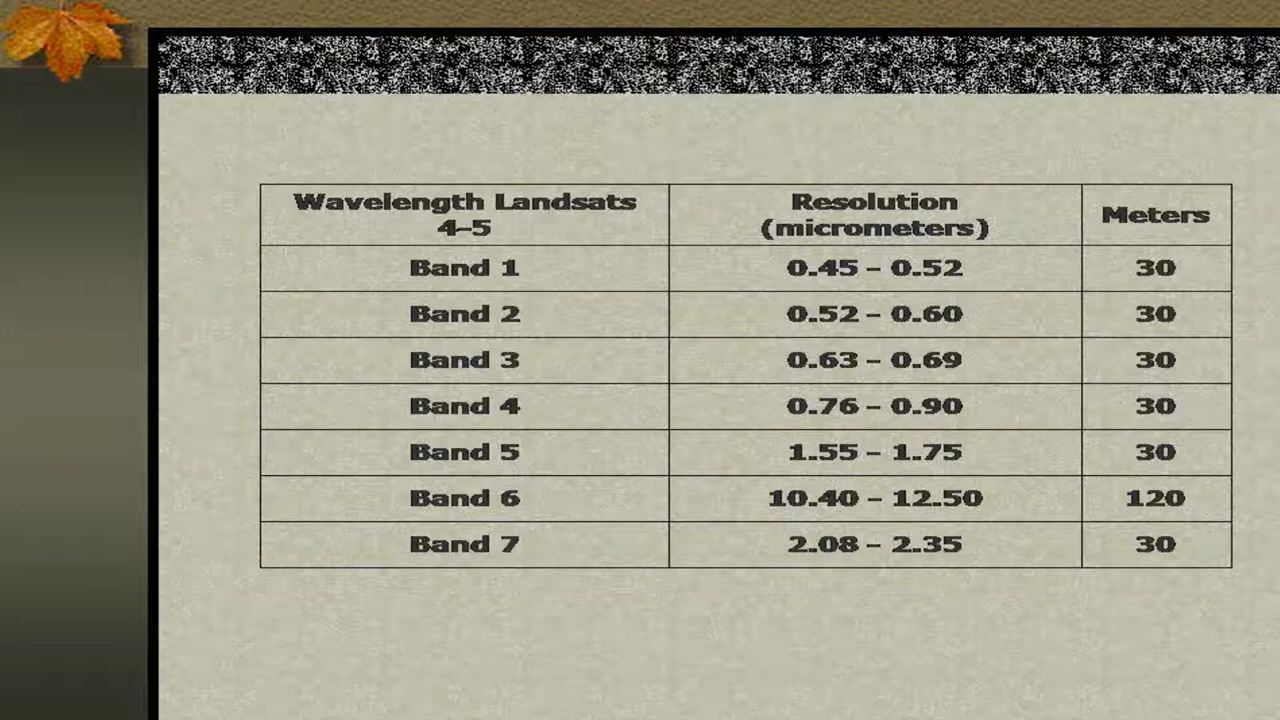 Wavelength Landsats 4-5 Resolution (micrometers) Meters
Band 1 0.45 - 0.52 30
Band 2 0.52 - 0.60 30
Band 3 0.63 - 0.69 30
Band 4 0.76 - 0.90 30
Band 5 1.55 - 1.75 30
Band 6 10.40 - 12.50 120
Band 7 2.08 - 2.35 30